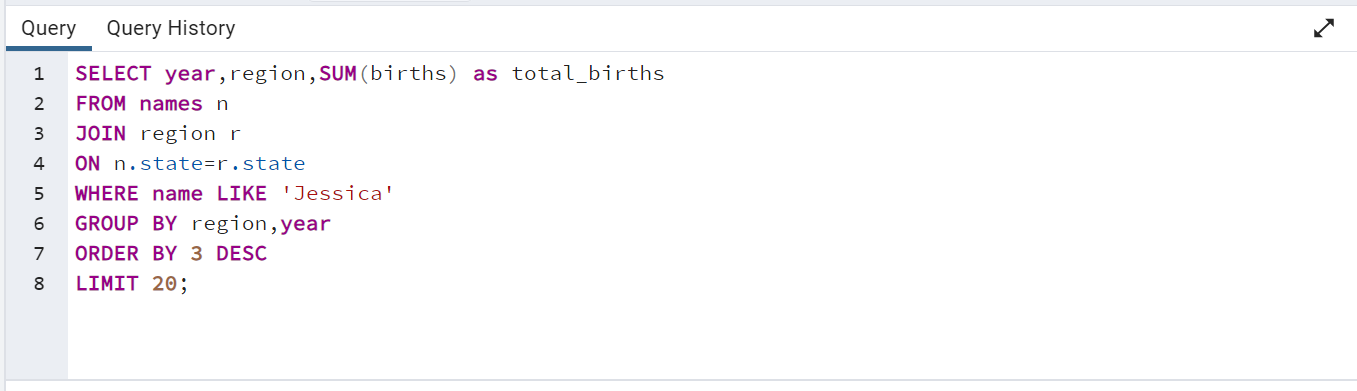 Query Query History
1 SELECT year,region,SUM(births) as total_births
2 FROM names n
3 JOIN region r
4 ON n.state=r.state
5 WHERE name LIKE 'Jessica'
6 GROUP BY region,year
7 ORDER BY 3 DESC
8 LIMIT 20;